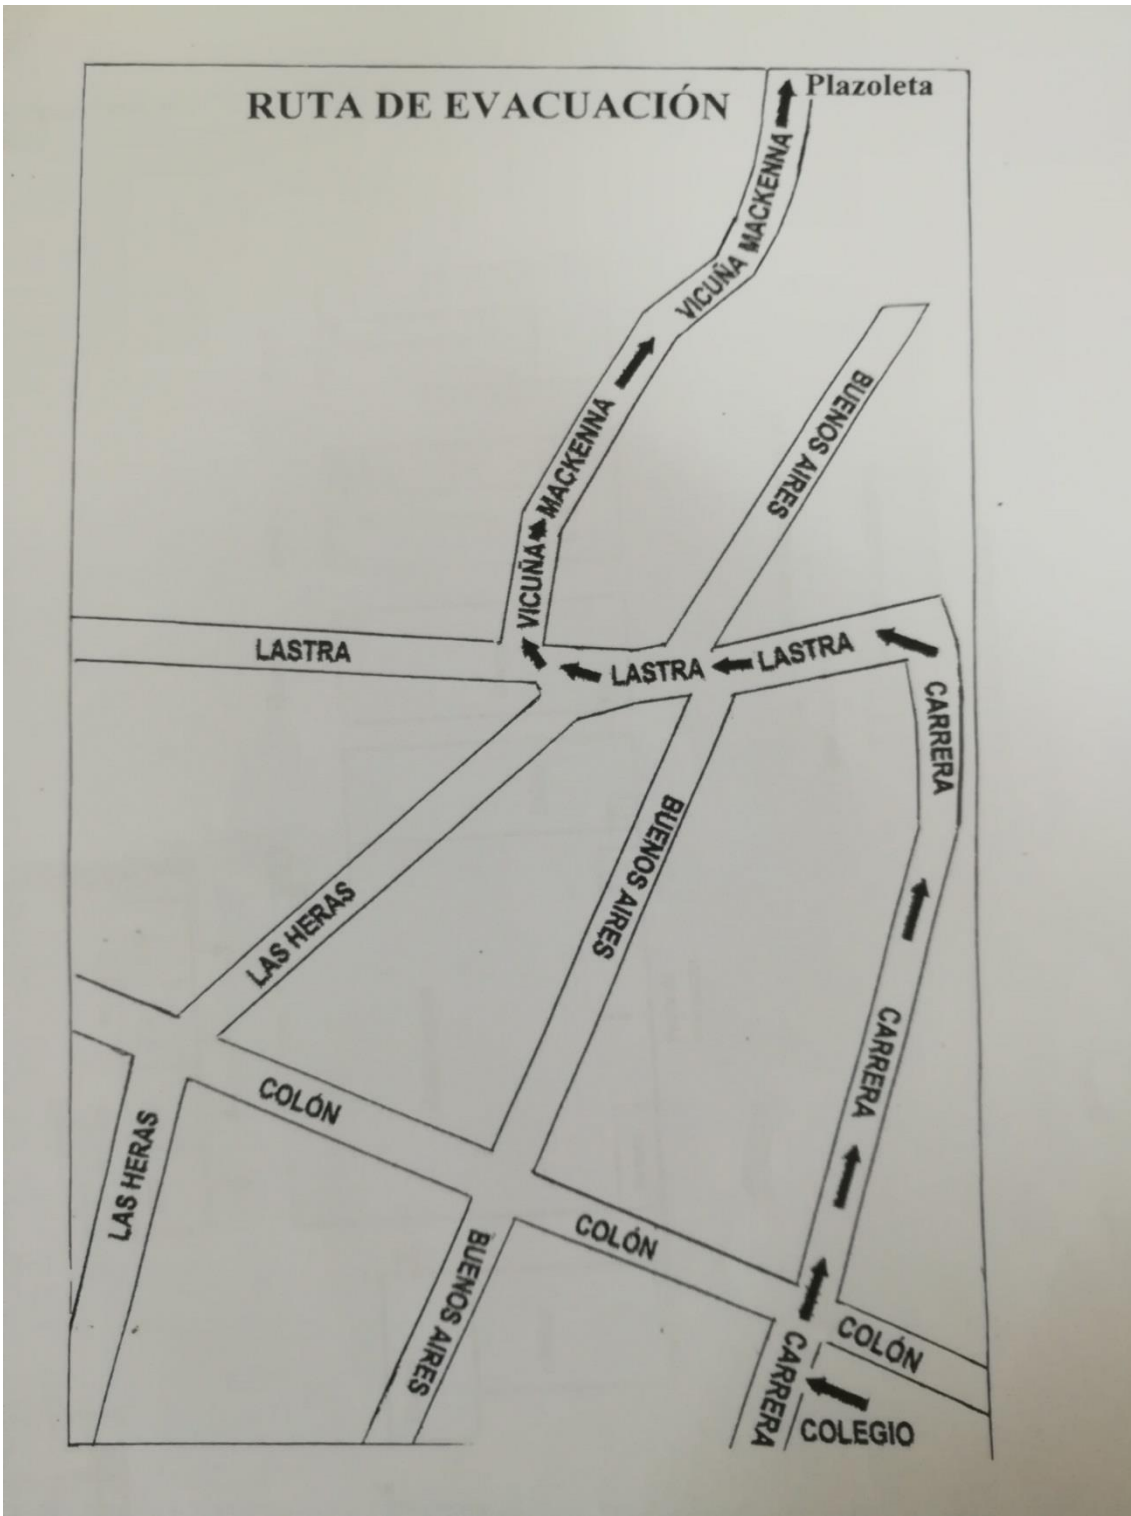 Plazoleta
RUTA DE EVACUACIÓN
VICUÑA MACKENNA
VICUÑA MACKENNA
BUENOS AIRES
LASTRA
LASTRA
LASTRA
CARRERA
BUENOS AIRES
LAS HERAS
CARRERA
COLÓN
LAS HERAS
COLÓN
BUENOS AIRES
COLÓN
CARRERA
COLEGIO